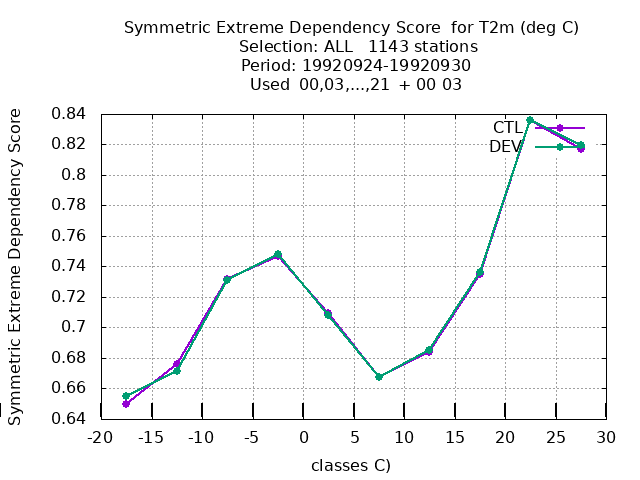 Symmetric Extreme Dependency Score  for T2m (deg C)
Selection: ALL   1143 stations
Period: 19920924-19920930
Used  00,03,...,21  + 00 03
Symmetric Extreme Dependency Score
0.84
0.82
0.8
0.78
0.76
0.74
0.72
0.7
0.68
0.66
0.64
CTL
DEV
-20 -15 -10 -5 0 5 10 15 20 25 30
classes C)